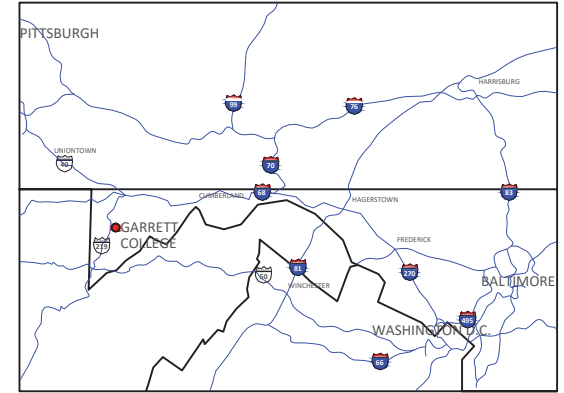 PITTSBURGH
HARRISBURG
99
76
UNIONTOWN
40
70
68
83
CUMBERLAND
HAGERSTOWN
GARRETT
COLLEGE
219
FREDERICK
50
81
270
WINCHESTER
BALTIMORE
495
WASHINGTON D.C.
66